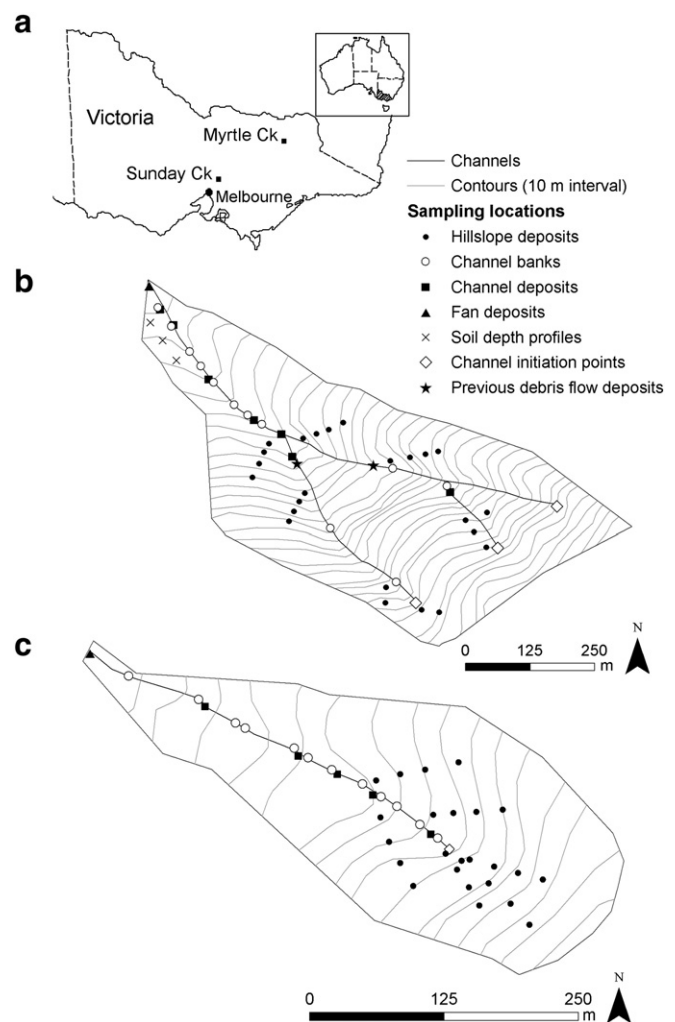 a
Victoria
Myrtle Ck
Sunday Ck
Melbourne
Channels
Contours (10 m interval)
Sampling locations
Hillslope deposits
Channel banks
Channel deposits
Fan deposits
Soil depth profiles
Channel initiation points
Previous debris flow deposits
b
N
0 125 250
m
c
N
0 125 250
m